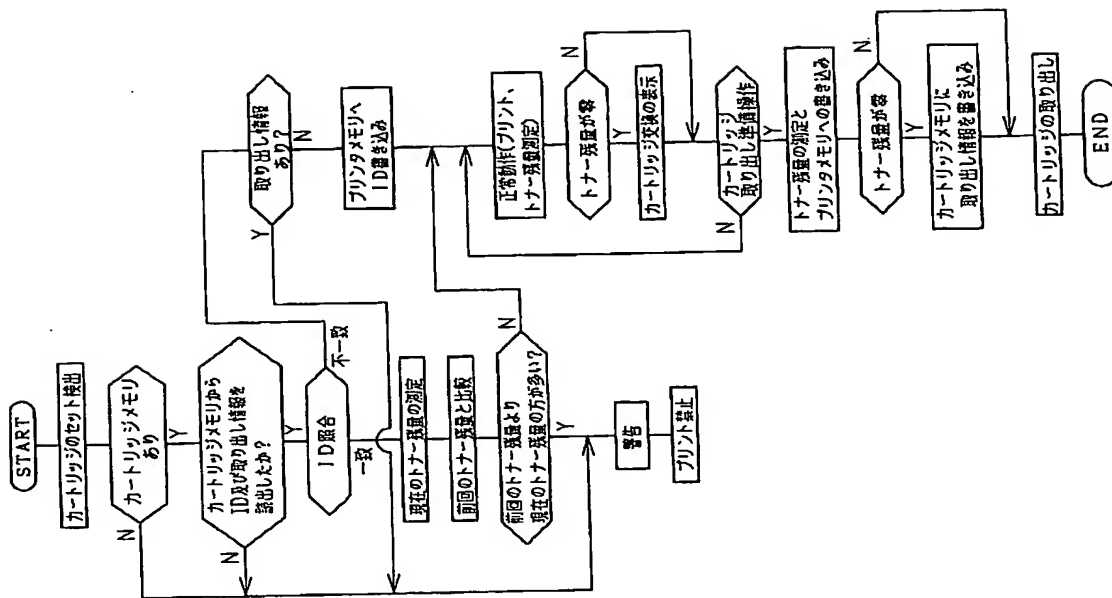 START
カートリッジのセット検出
カートリッジメモリ
あり
N
Y
カートリッジメモリから
ID及び取り出し情報を
読出したか?
N
Y
ID照合
不一致
一致
現在のトナー残量の測定
前回のトナー残量と比較
前回のトナー残量より
現在のトナー残量の方が多い?
N
Y
警告
プリント禁止
取り出し情報
あり?
Y
N
プリンタメモリへ
ID書き込み
正常動作(プリント、
トナー残量測定)
トナー残量が零
N
Y
カートリッジ交換の表示
カートリッジ
取り出し準価操作
N
Y
トナー残量の測定と
プリンタメモリへの書き込み
トナー残量が零
N
Y
カートリッジメモリに
取り出し情報を書き込み
カートリッジの取り出し
END